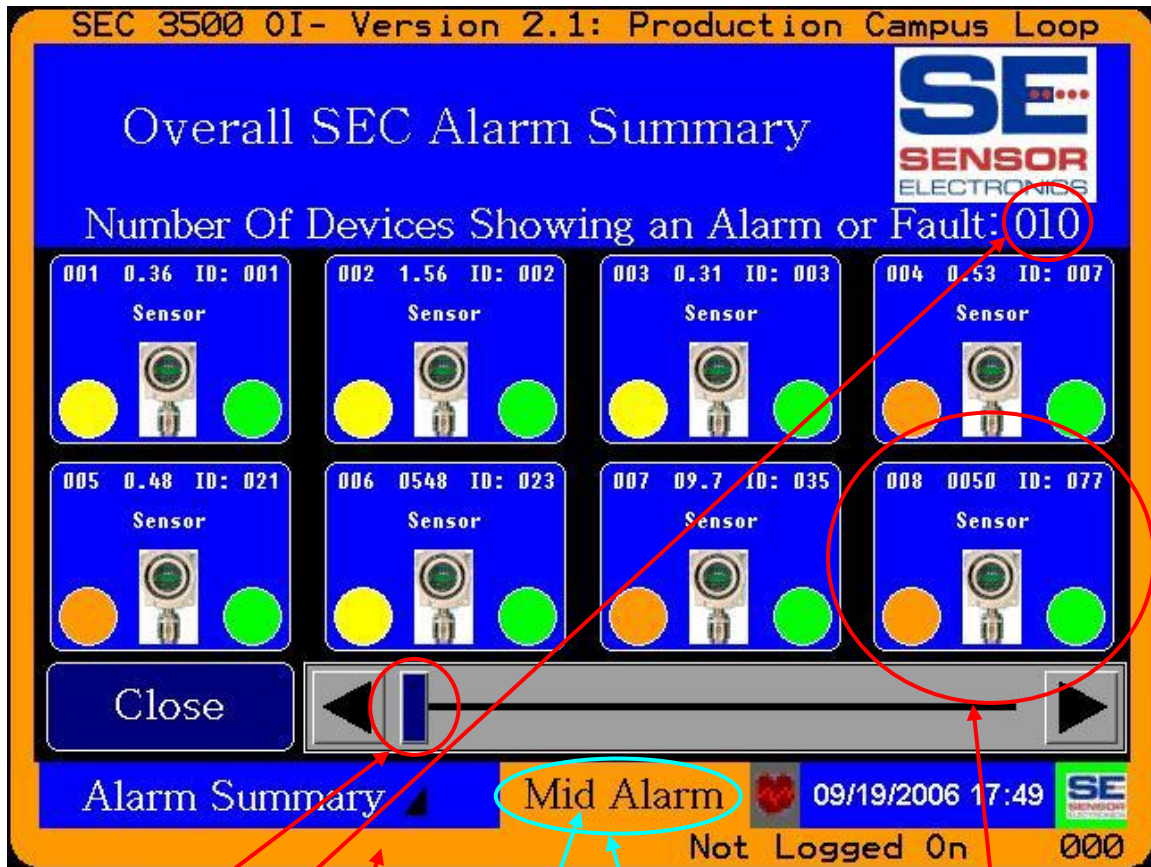 SEC 3500 OI- Version 2.1: Production Campus Loop
Overall SEC Alarm Summary
SE
SENSOR
ELECTRONICS
Number Of Devices Showing an Alarm or Fault: 010
001 0.36 ID: 001
Sensor
002 1.56 ID: 002
Sensor
003 0.31 ID: 003
Sensor
004 0.53 ID: 007
Sensor
005 0.48 ID: 021
Sensor
006 0548 ID: 023
Sensor
007 09.7 ID: 035
Sensor
008 0050 ID: 077
Sensor
Close
Alarm Summary
Mid Alarm
09/19/2006 17:49
SE
SENSOR
ELECTRONICS
Not Logged On 000